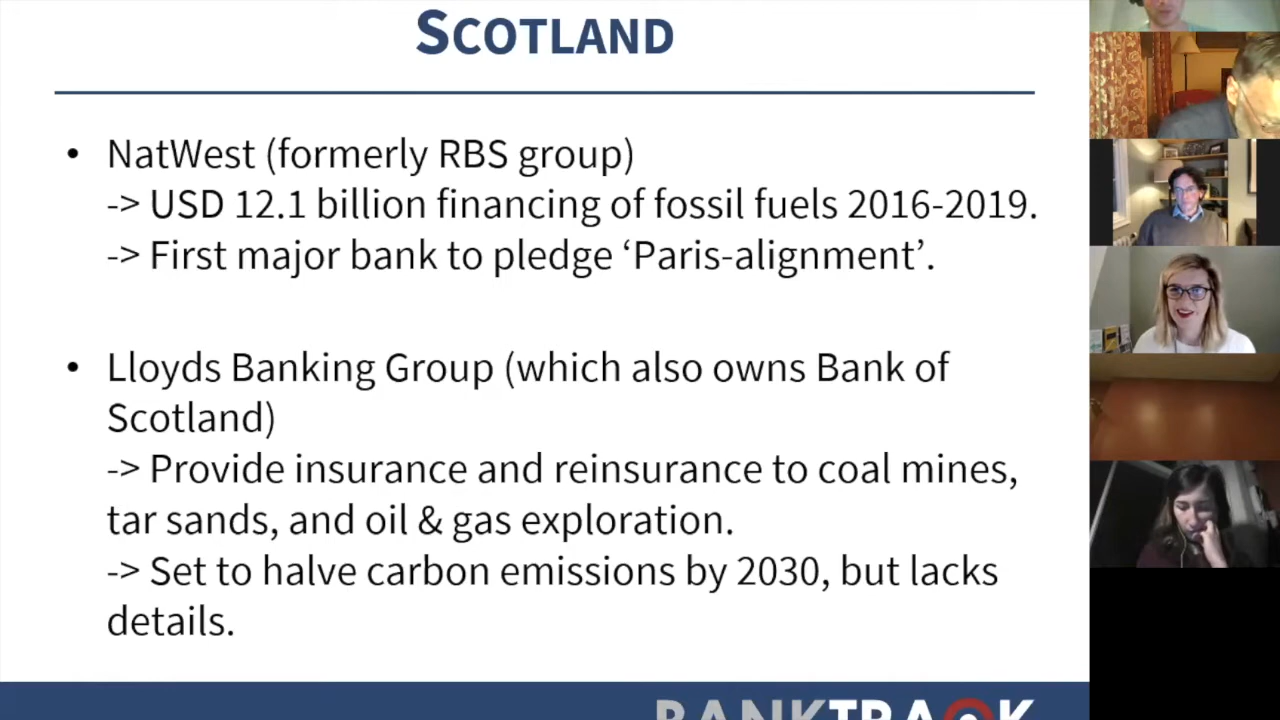 SCOTLAND
• NatWest (formerly RBS group)
-> USD 12.1 billion financing of fossil fuels 2016-2019.
-> First major bank to pledge ‘Paris-alignment’.
• Lloyds Banking Group (which also owns Bank of
Scotland)
-> Provide insurance and reinsurance to coal mines,
tar sands, and oil & gas exploration.
-> Set to halve carbon emissions by 2030, but lacks
details.
BANKTRACK